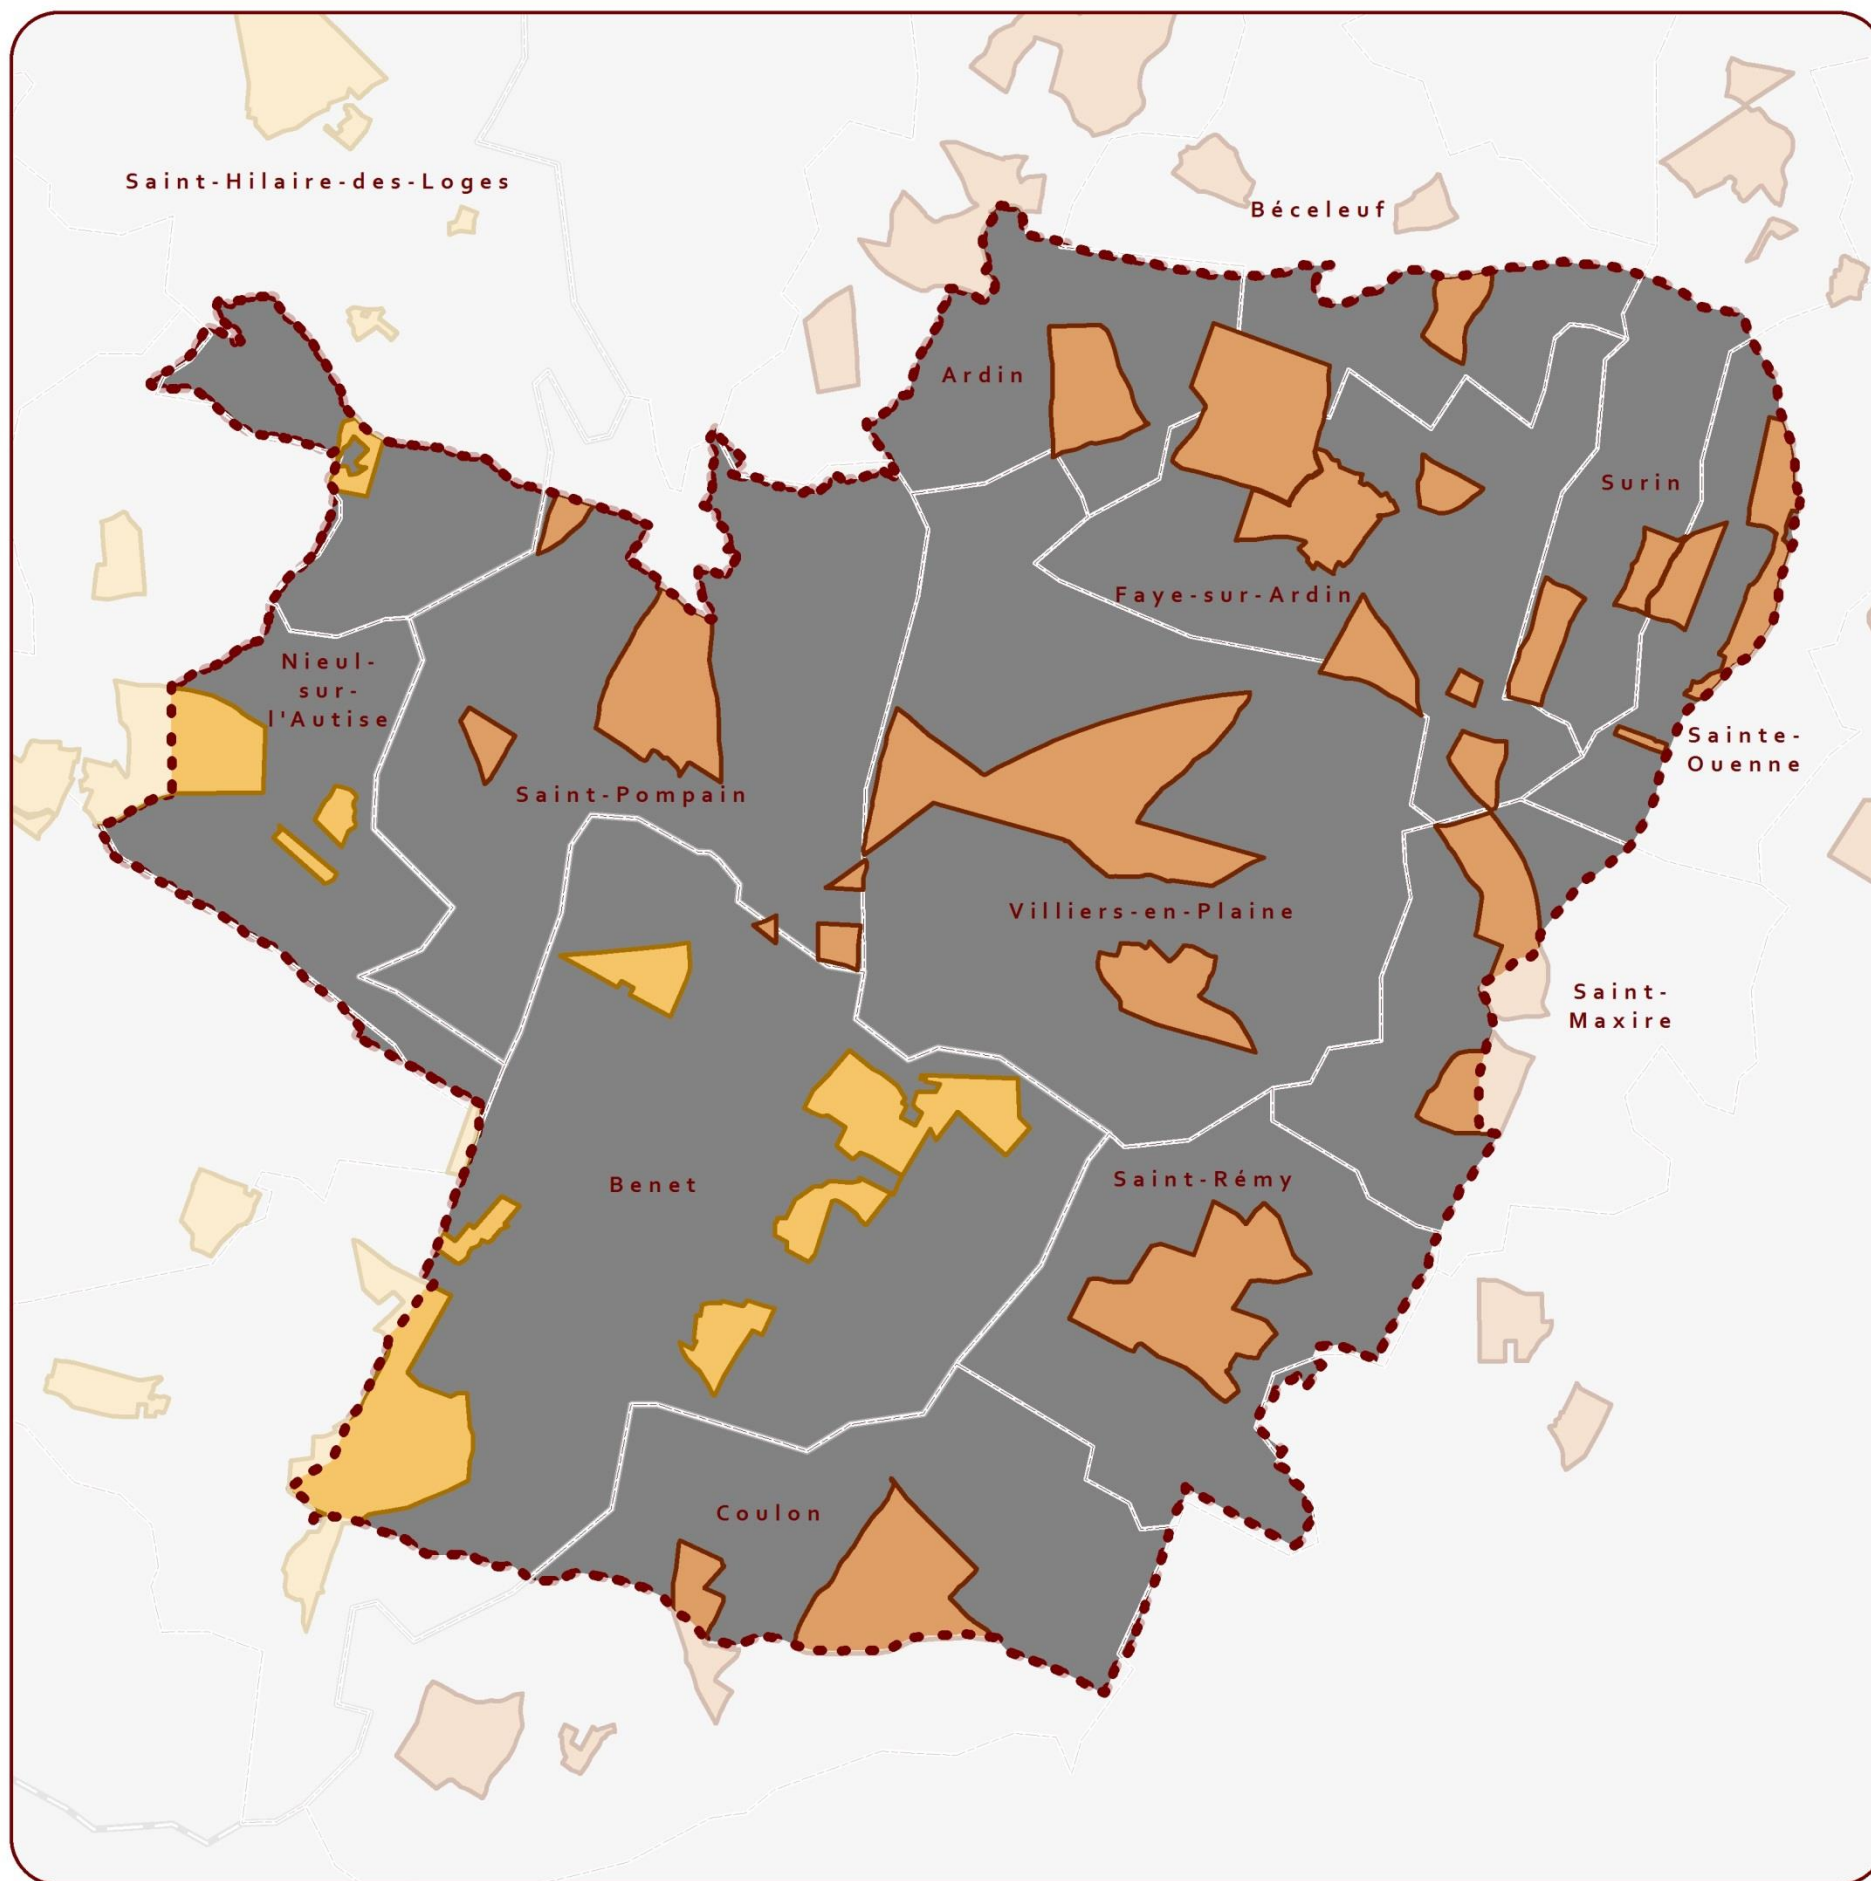 Saint-Hilaire-des-Loges
Béceleuf
Ardin
Surin
Faye-sur-Ardin
Nieul-
sur-
l'Autise
Sainte-
Ouenne
Saint-Pompain
Villiers-en-Plaine
Saint-
Maxire
Benet
Saint-Rémy
Coulon